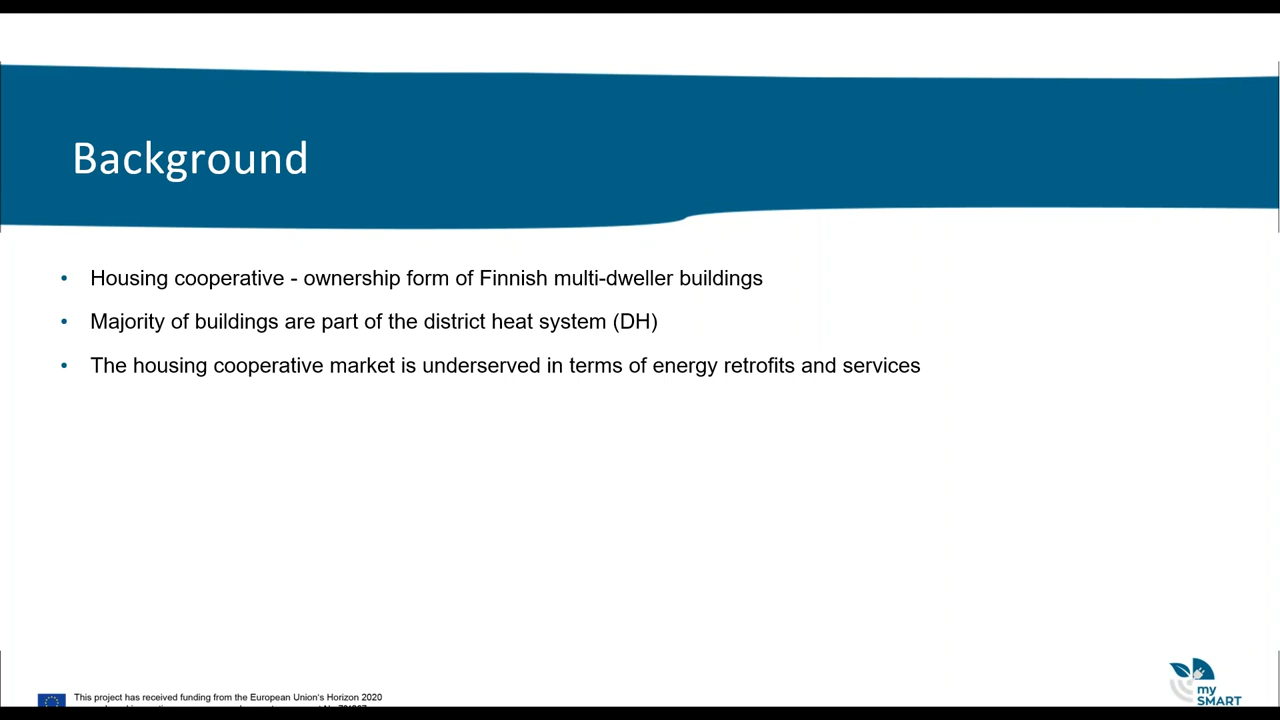 Background
• Housing cooperative - ownership form of Finnish multi-dweller buildings
• Majority of buildings are part of the district heat system (DH)
• The housing cooperative market is underserved in terms of energy retrofits and services
This project has received funding from the European Union's Horizon 2020
my
SMART